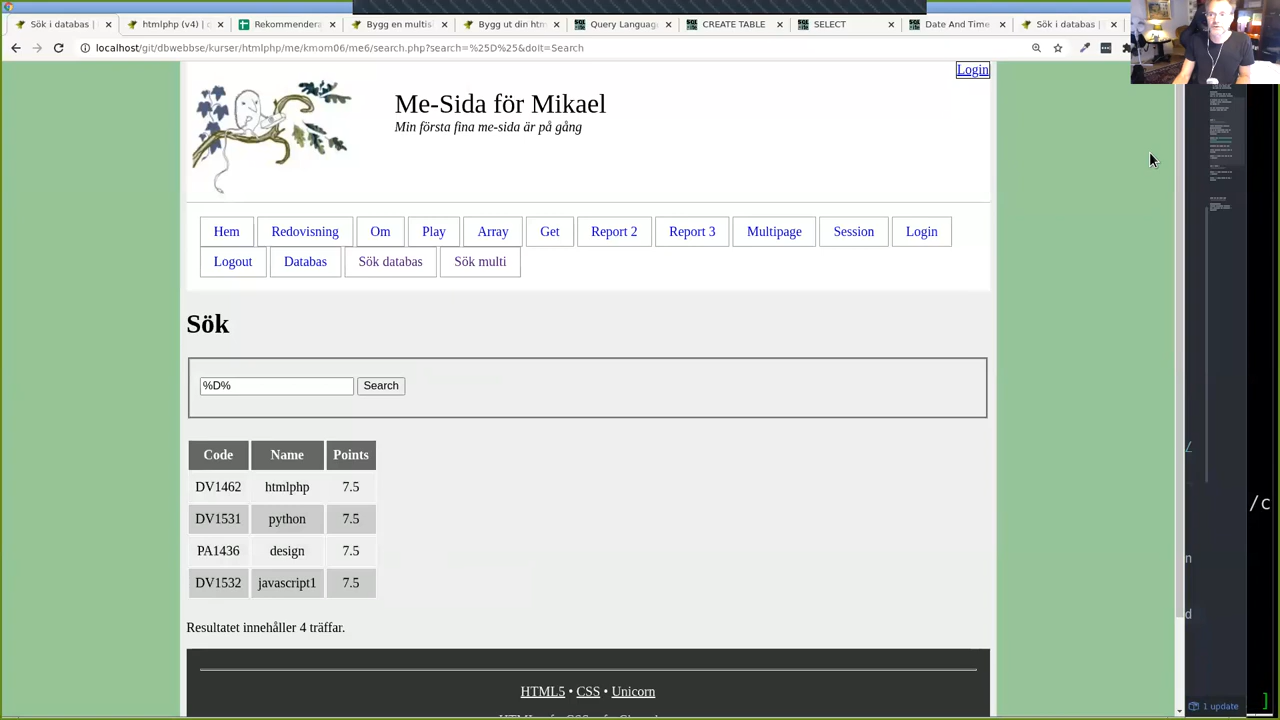 Sök i databas |
htmlphp (v4) | c
Rekommendera
Bygg en multis
Bygg ut din htm
Query Languag
CREATE TABLE
SELECT
Date And Time
Sök i databas |
localhost/git/dbwebbse/kurser/htmlphp/me/kmom06/me6/search.php?search=%25D%25&doit=Search
Login
Me-Sida för Mikael
Min första fina me-sida är på gång
Hem Redovisning Om Play Array Get Report 2 Report 3 Multipage Session Login
Logout Databas Sök databas Sök multi
Sök
%D% Search
Code Name Points
DV1462 htmlphp 7.5
DV1531 python 7.5
PA1436 design 7.5
DV1532 javascript1 7.5
Resultatet innehåller 4 träffar.
HTML5 • CSS • Unicorn
/
/c
n
d
1 update
]